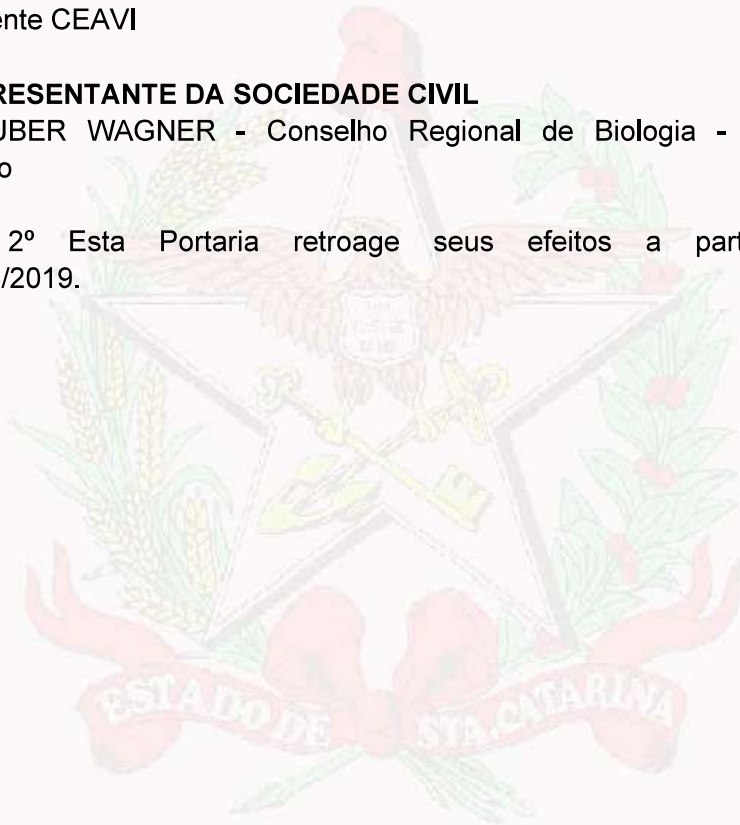 ente CEAVI
RESENTANTE DA SOCIEDADE CIVIL
UBER WAGNER - Conselho Regional de Biologia -
o
2º Esta Portaria retroage seus efeitos a part
/2019.
ESTADO DE STA. CATARINA